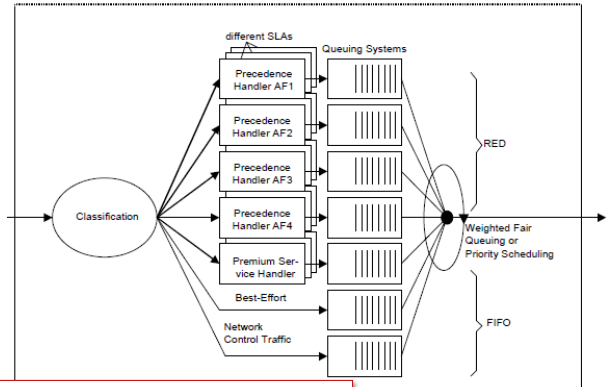 different SLAs
Queuing Systems
Precedence
Handler AF1
Precedence
Handler AF2
RED
Precedence
Handler AF3
Classification
Precedence
Handler AF4
Weighted Fair
Queuing or
Priority Scheduling
Premium Ser-
vice Handler
Best-Effort
Network
Control Traffic
FIFO